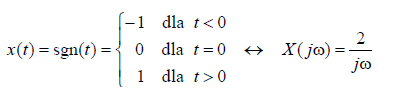 x(t) = sgn(t) = { −1 dla t < 0
0 dla t = 0
1 dla t > 0
↔ X(jω) = 2/jω